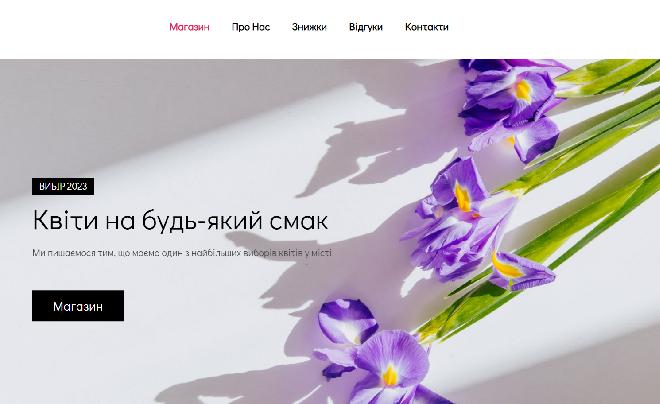 Магазин Про Нас Знижки Відгуки Контакти
ВИБІР 2023
Квіти на будь-який смак
Ми пишаємося тим, що маємо один з найбільших виборів квітів у місті
Магазин